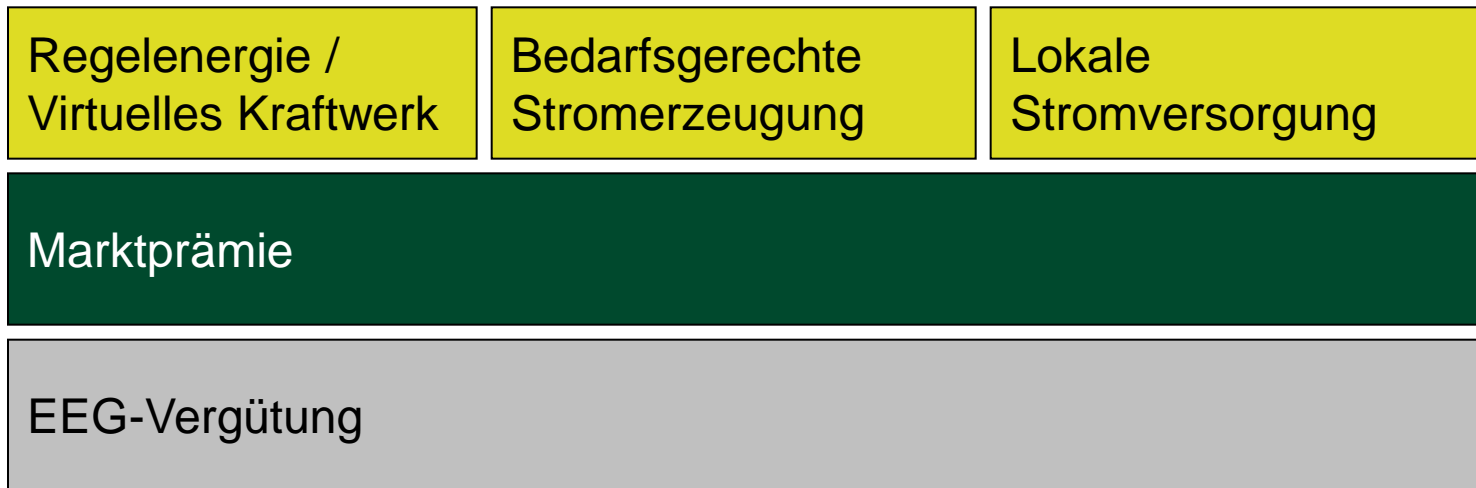 Regelenergie /
Virtuelles Kraftwerk
Bedarfsgerechte
Stromerzeugung
Lokale
Stromversorgung
Marktprämie
EEG-Vergütung